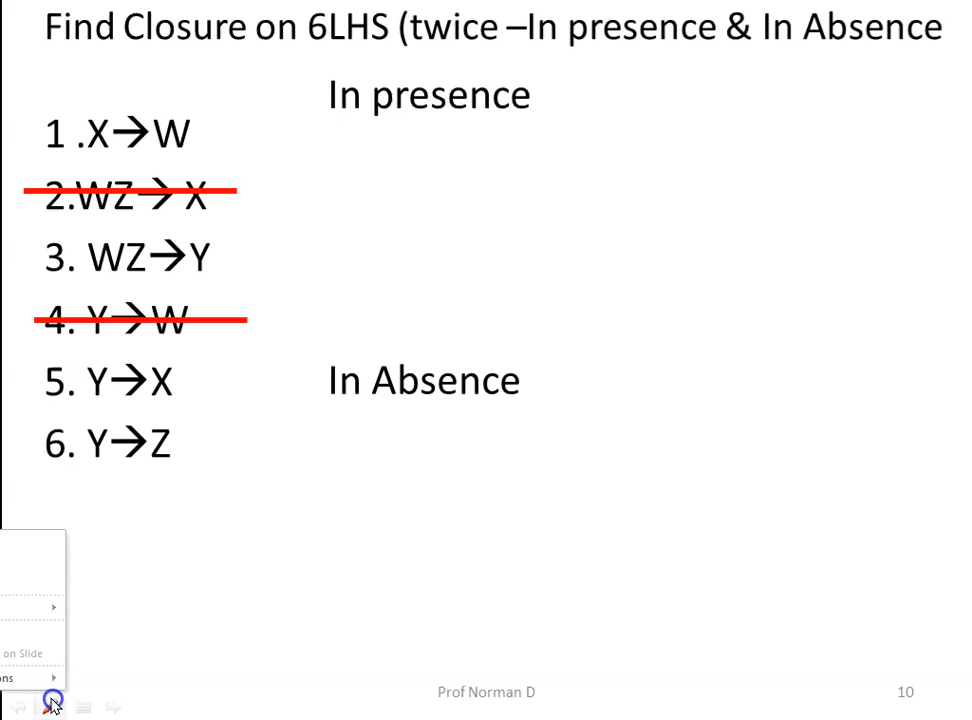 Find Closure on 6LHS (twice –In presence & In Absence
In presence
1 .X→W
2.WZ→ X
3. WZ→Y
4. Y→W
5. Y→X
In Absence
6. Y→Z
on Slide
ons
Prof Norman D
10